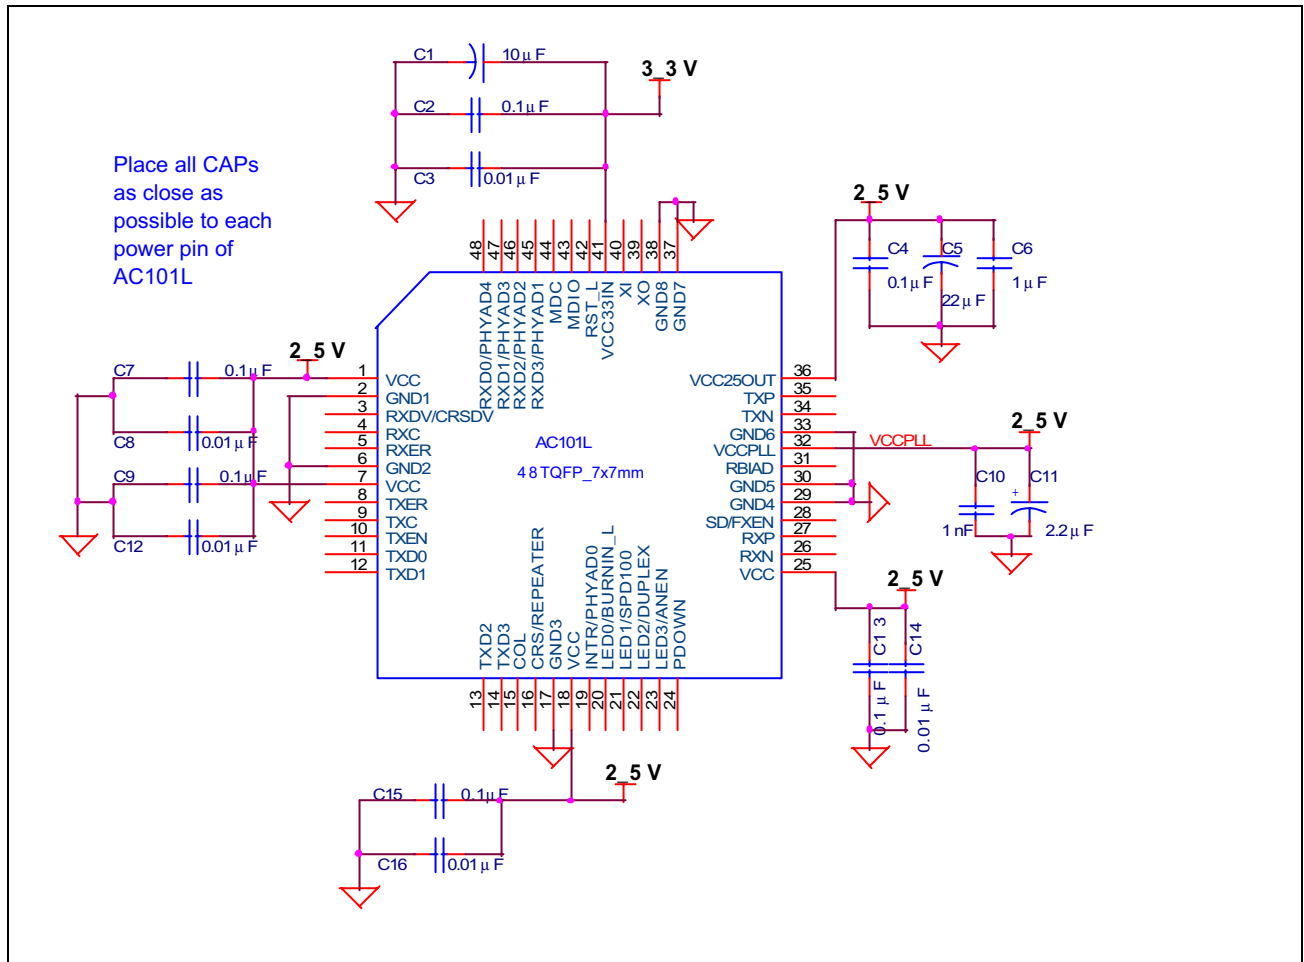 C1 10µF
3_3 V
C2 0.1µF
C3 0.01µF
Place all CAPs
as close as
possible to each
power pin of
AC101L
2_5 V
C4 C5 C6
0.1µF 22µF 1µF
48 47 46 45 44 43 42 41 40 39 38 37
RXD0/PHYAD4
RXD1/PHYAD3
RXD2/PHYAD2
RXD3/PHYAD1
MDC
MDIO
RST_L
VCC33IN
XI
XO
GND8
GND7
2_5 V
C7 0.1µF
C8 0.01µF
C9 0.1µF
C12 0.01µF
1 VCC
2 GND1
3 RXDV/CRSDV
4 RXC
5 RXER
6 GND2
7 VCC
8 TXER
9 TXC
10 TXEN
11 TXD0
12 TXD1
AC101L
48TQFP_7x7mm
VCC25OUT 36
TXP 35
TXN 34
GND6 33
VCCPLL 32
RBIAD 31
GND5 30
GND4 29
SD/FXEN 28
RXP 27
RXN 26
VCC 25
VCCPLL
2_5 V
C10 C11
+
1nF 2.2µF
2_5 V
C13 C14
0.1µF 0.01µF
TXD2
TXD3
COL
CRS/REPEATER
GND3
VCC
INTR/PHYAD0
LED0/BURNIN_L
LED1/SPD100
LED2/DUPLEX
LED3/ANEN
PDOWN
13 14 15 16 17 18 19 20 21 22 23 24
2_5 V
C15 0.1µF
C16 0.01µF